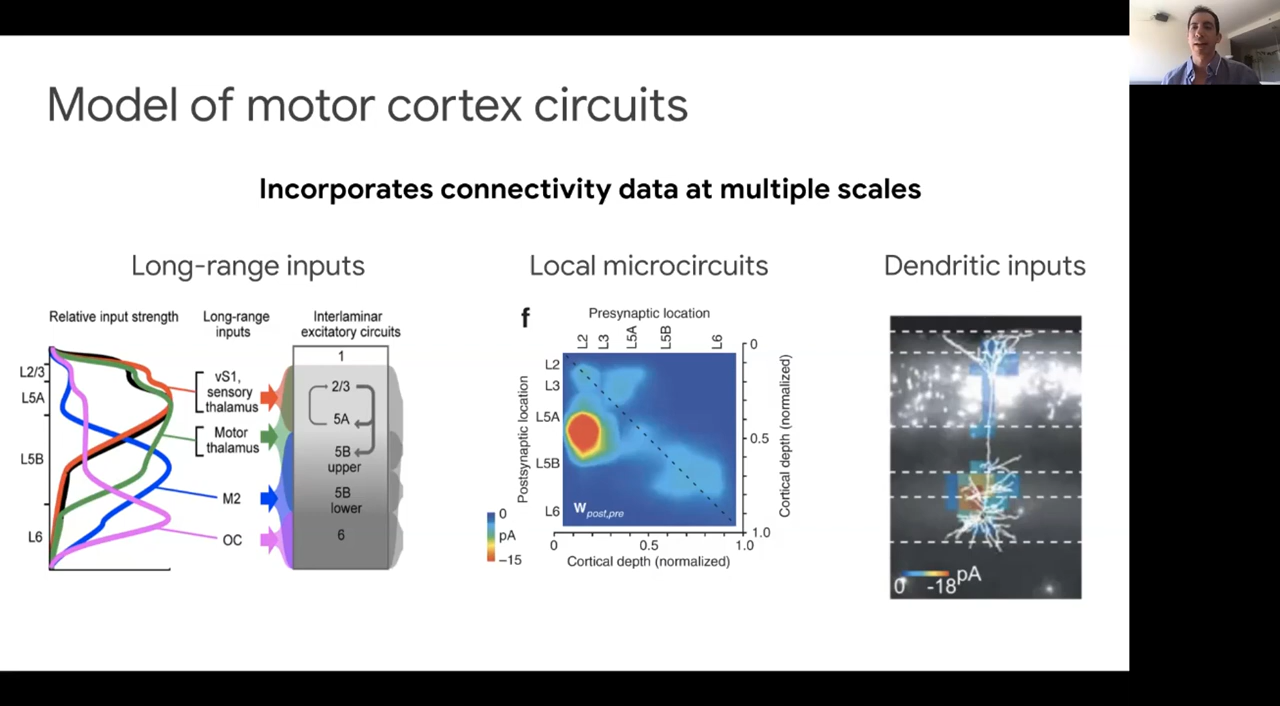 Model of motor cortex circuits
Incorporates connectivity data at multiple scales
Long-range inputs
Relative input strength
Long-range
inputs
Interlaminar
excitatory circuits
L2/3
L5A
L5B
L6
vS1,
sensory
thalamus
Motor
thalamus
M2
OC
1
2/3
5A
5B
upper
5B
lower
6
Local microcircuits
f
Presynaptic location
L2
L3
L5A
L5B
L6
Postsynaptic location
L2
L3
L5A
L5B
L6
Wpost,pre
0
pA
−15
0
0.5
1.0
Cortical depth (normalized)
0
0.5
1.0
Cortical depth (normalized)
Dendritic inputs
0 -18 pA